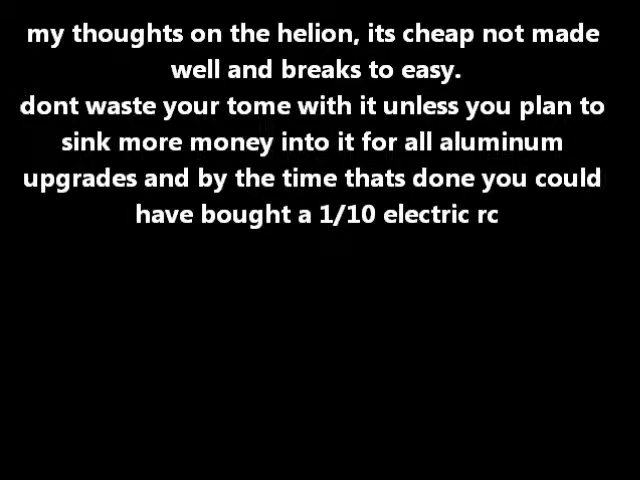 my thoughts on the helion, its cheap not made
well and breaks to easy.
dont waste your tome with it unless you plan to
sink more money into it for all aluminum
upgrades and by the time thats done you could
have bought a 1/10 electric rc